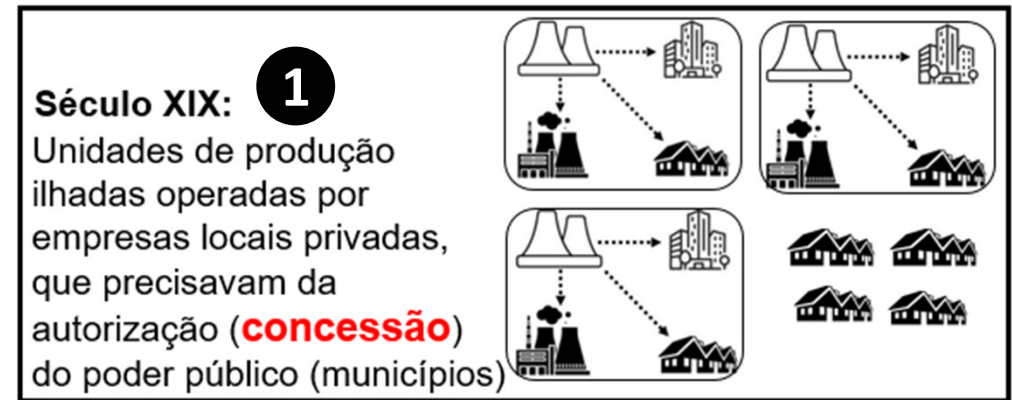 1
Século XIX:
Unidades de produção
ilhadas operadas por
empresas locais privadas,
que precisavam da
autorização (concessão)
do poder público (municípios)